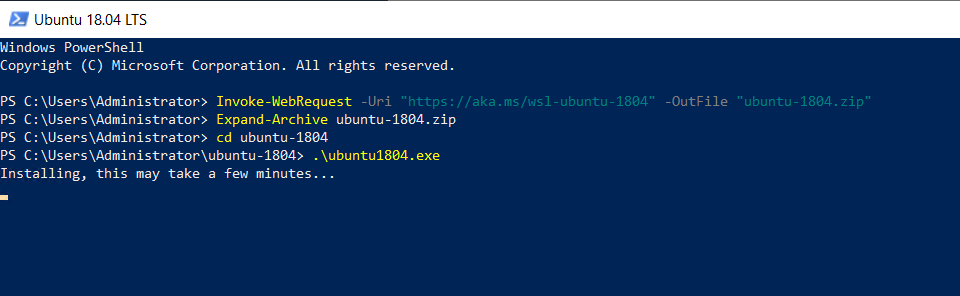 Ubuntu 18.04 LTS
Windows PowerShell
Copyright (C) Microsoft Corporation. All rights reserved.
PS C:\Users\Administrator> Invoke-WebRequest -Uri "https://aka.ms/wsl-ubuntu-1804" -OutFile "ubuntu-1804.zip"
PS C:\Users\Administrator> Expand-Archive ubuntu-1804.zip
PS C:\Users\Administrator> cd ubuntu-1804
PS C:\Users\Administrator\ubuntu-1804> .\ubuntu1804.exe
Installing, this may take a few minutes...